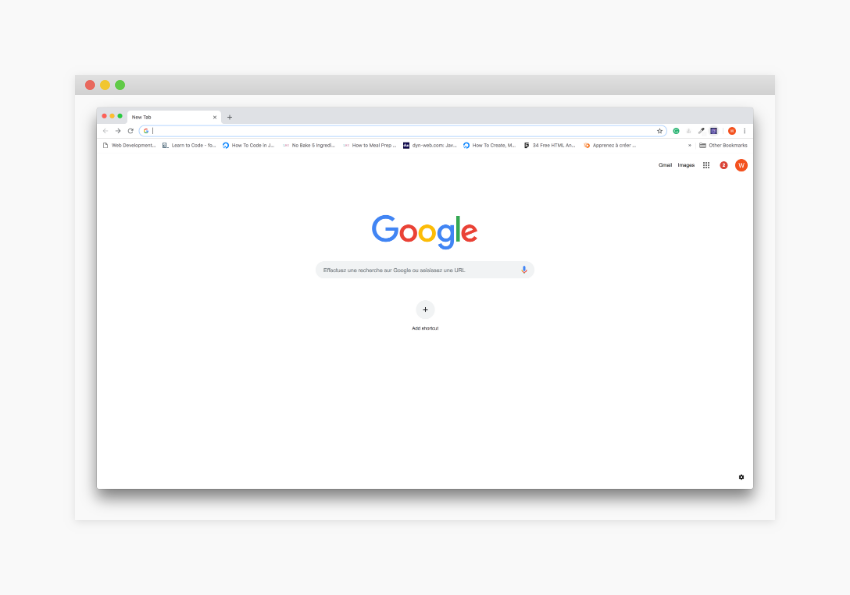 New Tab
Web Development... Learn to Code - fo... How To Code in J... No Bake 5 Ingredi... How to Meal Prep ... dyn-web.com: Jav... How To Create, M... 34 Free HTML An... Apprenez à créer ... » Other Bookmarks
Gmail Images W
Google
Effectuez une recherche sur Google ou saisissez une URL
Add shortcut